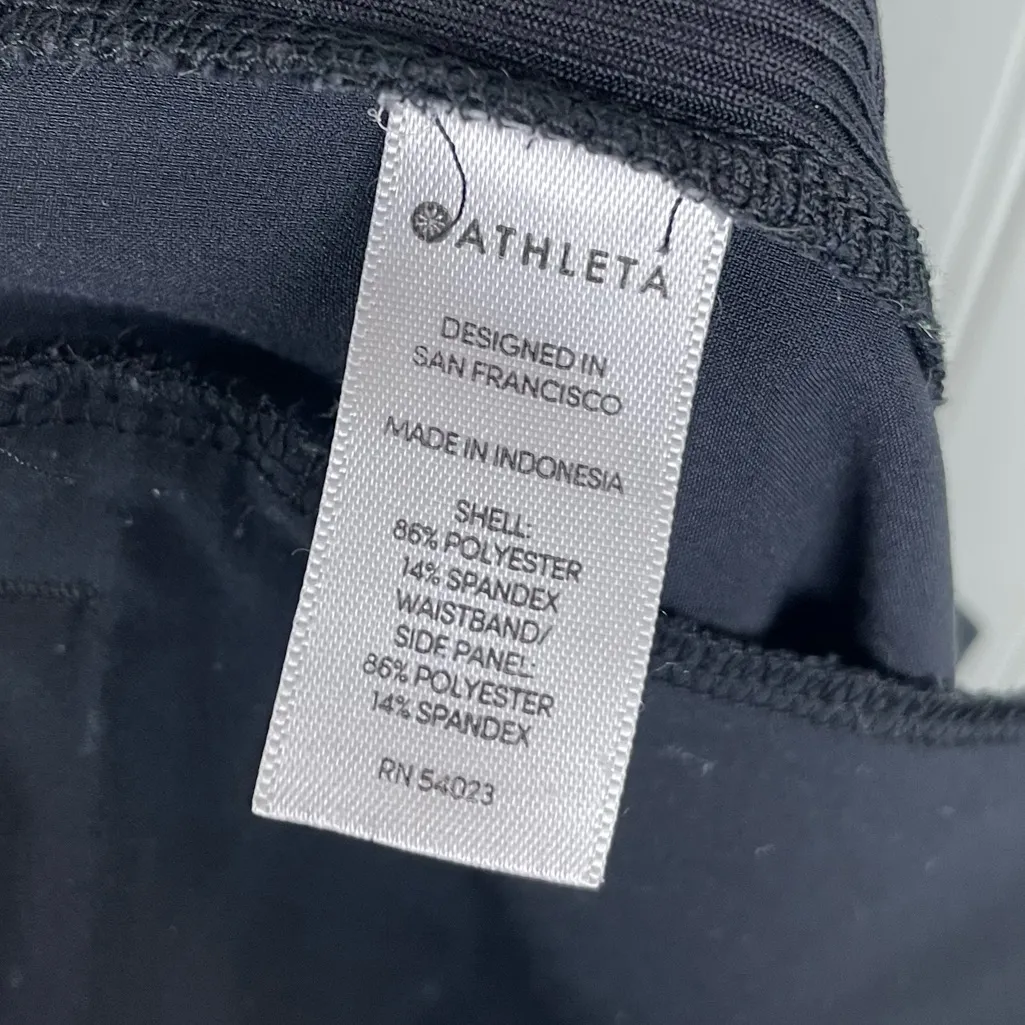 ATHLETA
DESIGNED IN
SAN FRANCISCO
MADE IN INDONESIA
SHELL:
86% POLYESTER
14% SPANDEX
WAISTBAND/
SIDE PANEL:
86% POLYESTER
14% SPANDEX
RN 54023